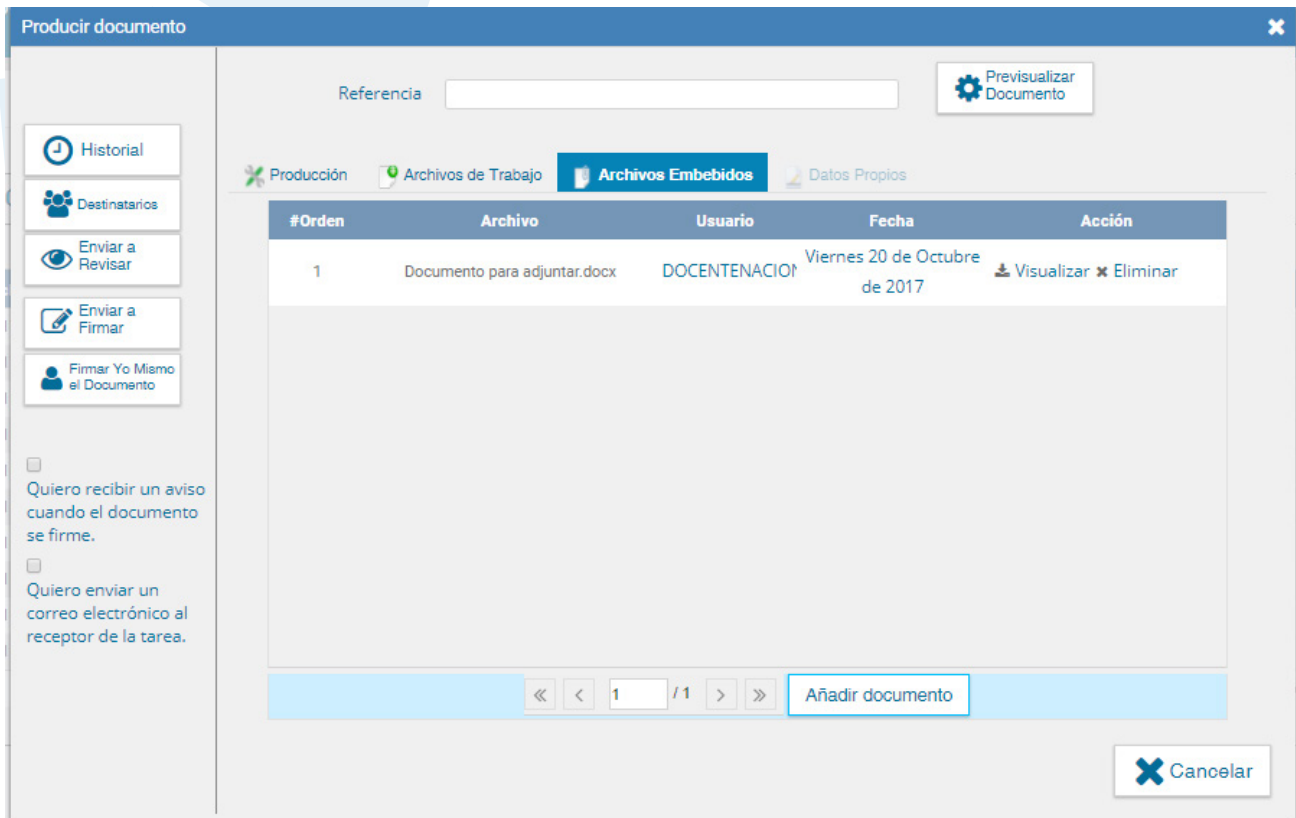 Producir documento
Referencia
Previsualizar
Documento
Historial
Destinatarios
Enviar a
Revisar
Enviar a
Firmar
Firmar Yo Mismo
el Documento
Quiero recibir un aviso
cuando el documento
se firme.
Quiero enviar un
correo electrónico al
receptor de la tarea.
Producción Archivos de Trabajo Archivos Embebidos Datos Propios
#Orden Archivo Usuario Fecha Acción
1 Documento para adjuntar.docx DOCENTENACION Viernes 20 de Octubre
de 2017 Visualizar Eliminar
1 / 1 Añadir documento
Cancelar